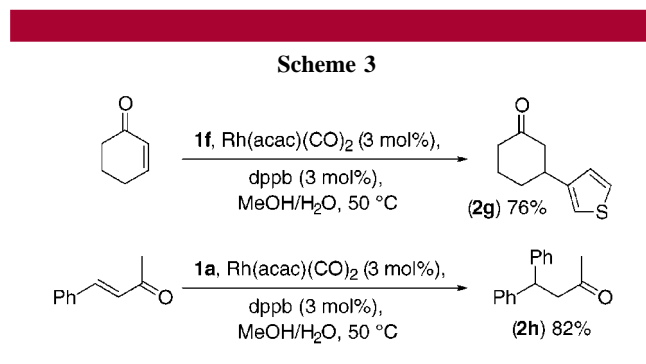 Scheme 3
O
1f, Rh(acac)(CO)₂ (3 mol%),
dppb (3 mol%),
MeOH/H₂O, 50 °C
O
S
(2g) 76%
Ph
O
1a, Rh(acac)(CO)₂ (3 mol%),
dppb (3 mol%),
MeOH/H₂O, 50 °C
Ph
Ph
O
(2h) 82%